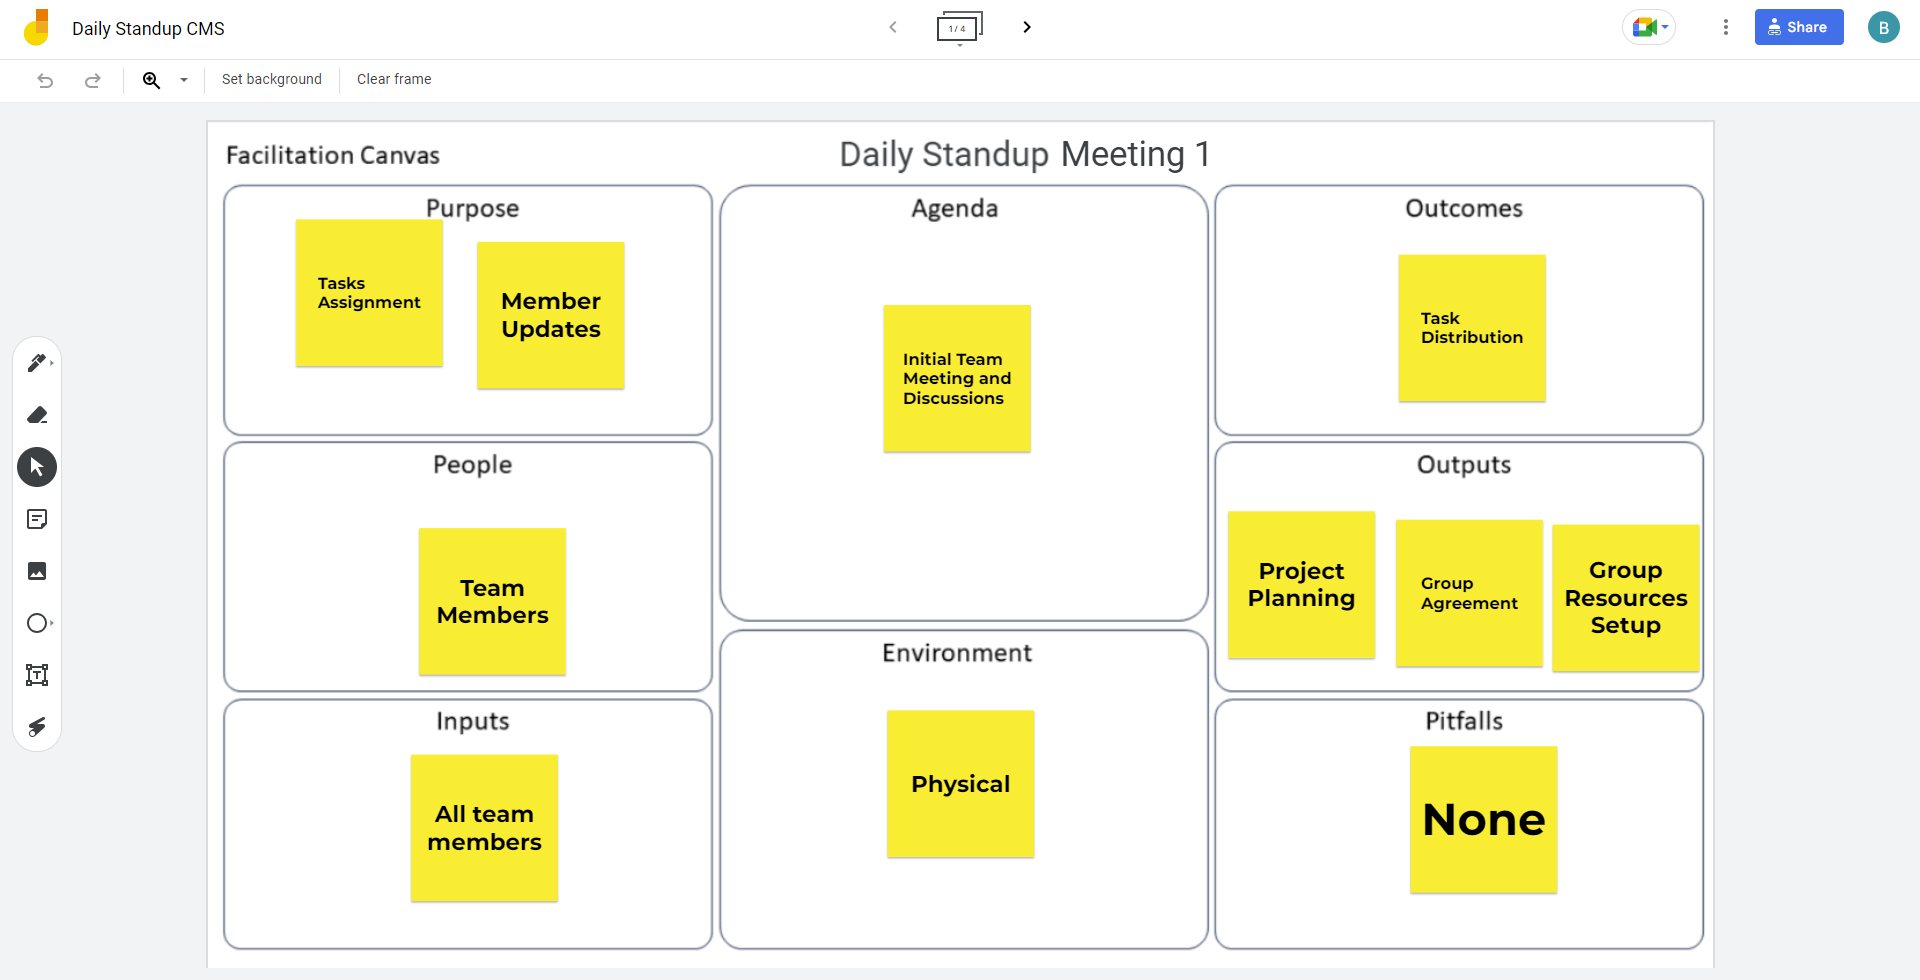 Daily Standup CMS
1 / 4
Share
B
Set background
Clear frame
Facilitation Canvas
Daily Standup Meeting 1
Purpose
Tasks
Assignment
Member
Updates
Agenda
Initial Team
Meeting and
Discussions
Outcomes
Task
Distribution
People
Team
Members
Outputs
Project
Planning
Group
Agreement
Group
Resources
Setup
Environment
Physical
Inputs
All team
members
Pitfalls
None